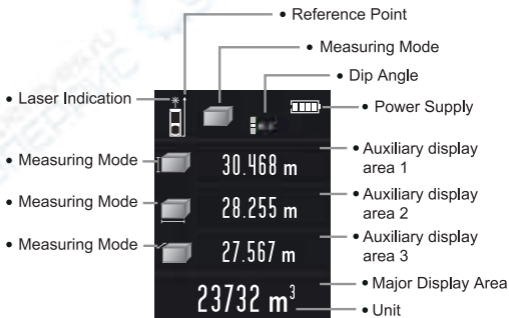 • Reference Point
• Measuring Mode
• Dip Angle
• Laser Indication
• Power Supply
• Measuring Mode
30.468 m
• Auxiliary display
area 1
• Measuring Mode
28.255 m
• Auxiliary display
area 2
• Measuring Mode
27.567 m
• Auxiliary display
area 3
• Major Display Area
23732 m³
• Unit